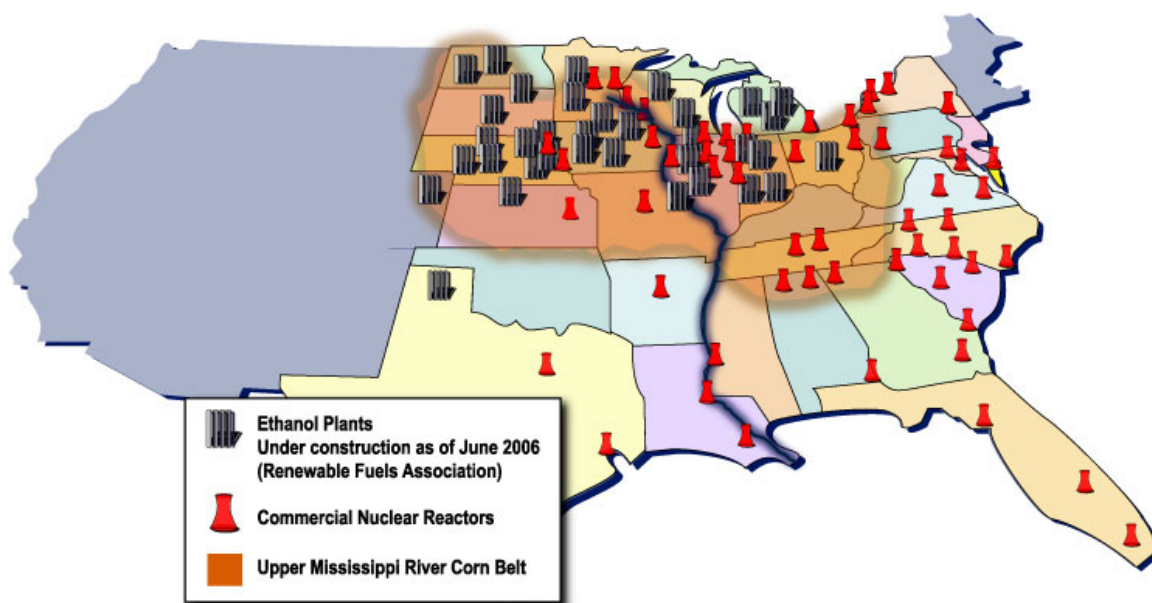 Ethanol Plants
Under construction as of June 2006
(Renewable Fuels Association)
Commercial Nuclear Reactors
Upper Mississippi River Corn Belt